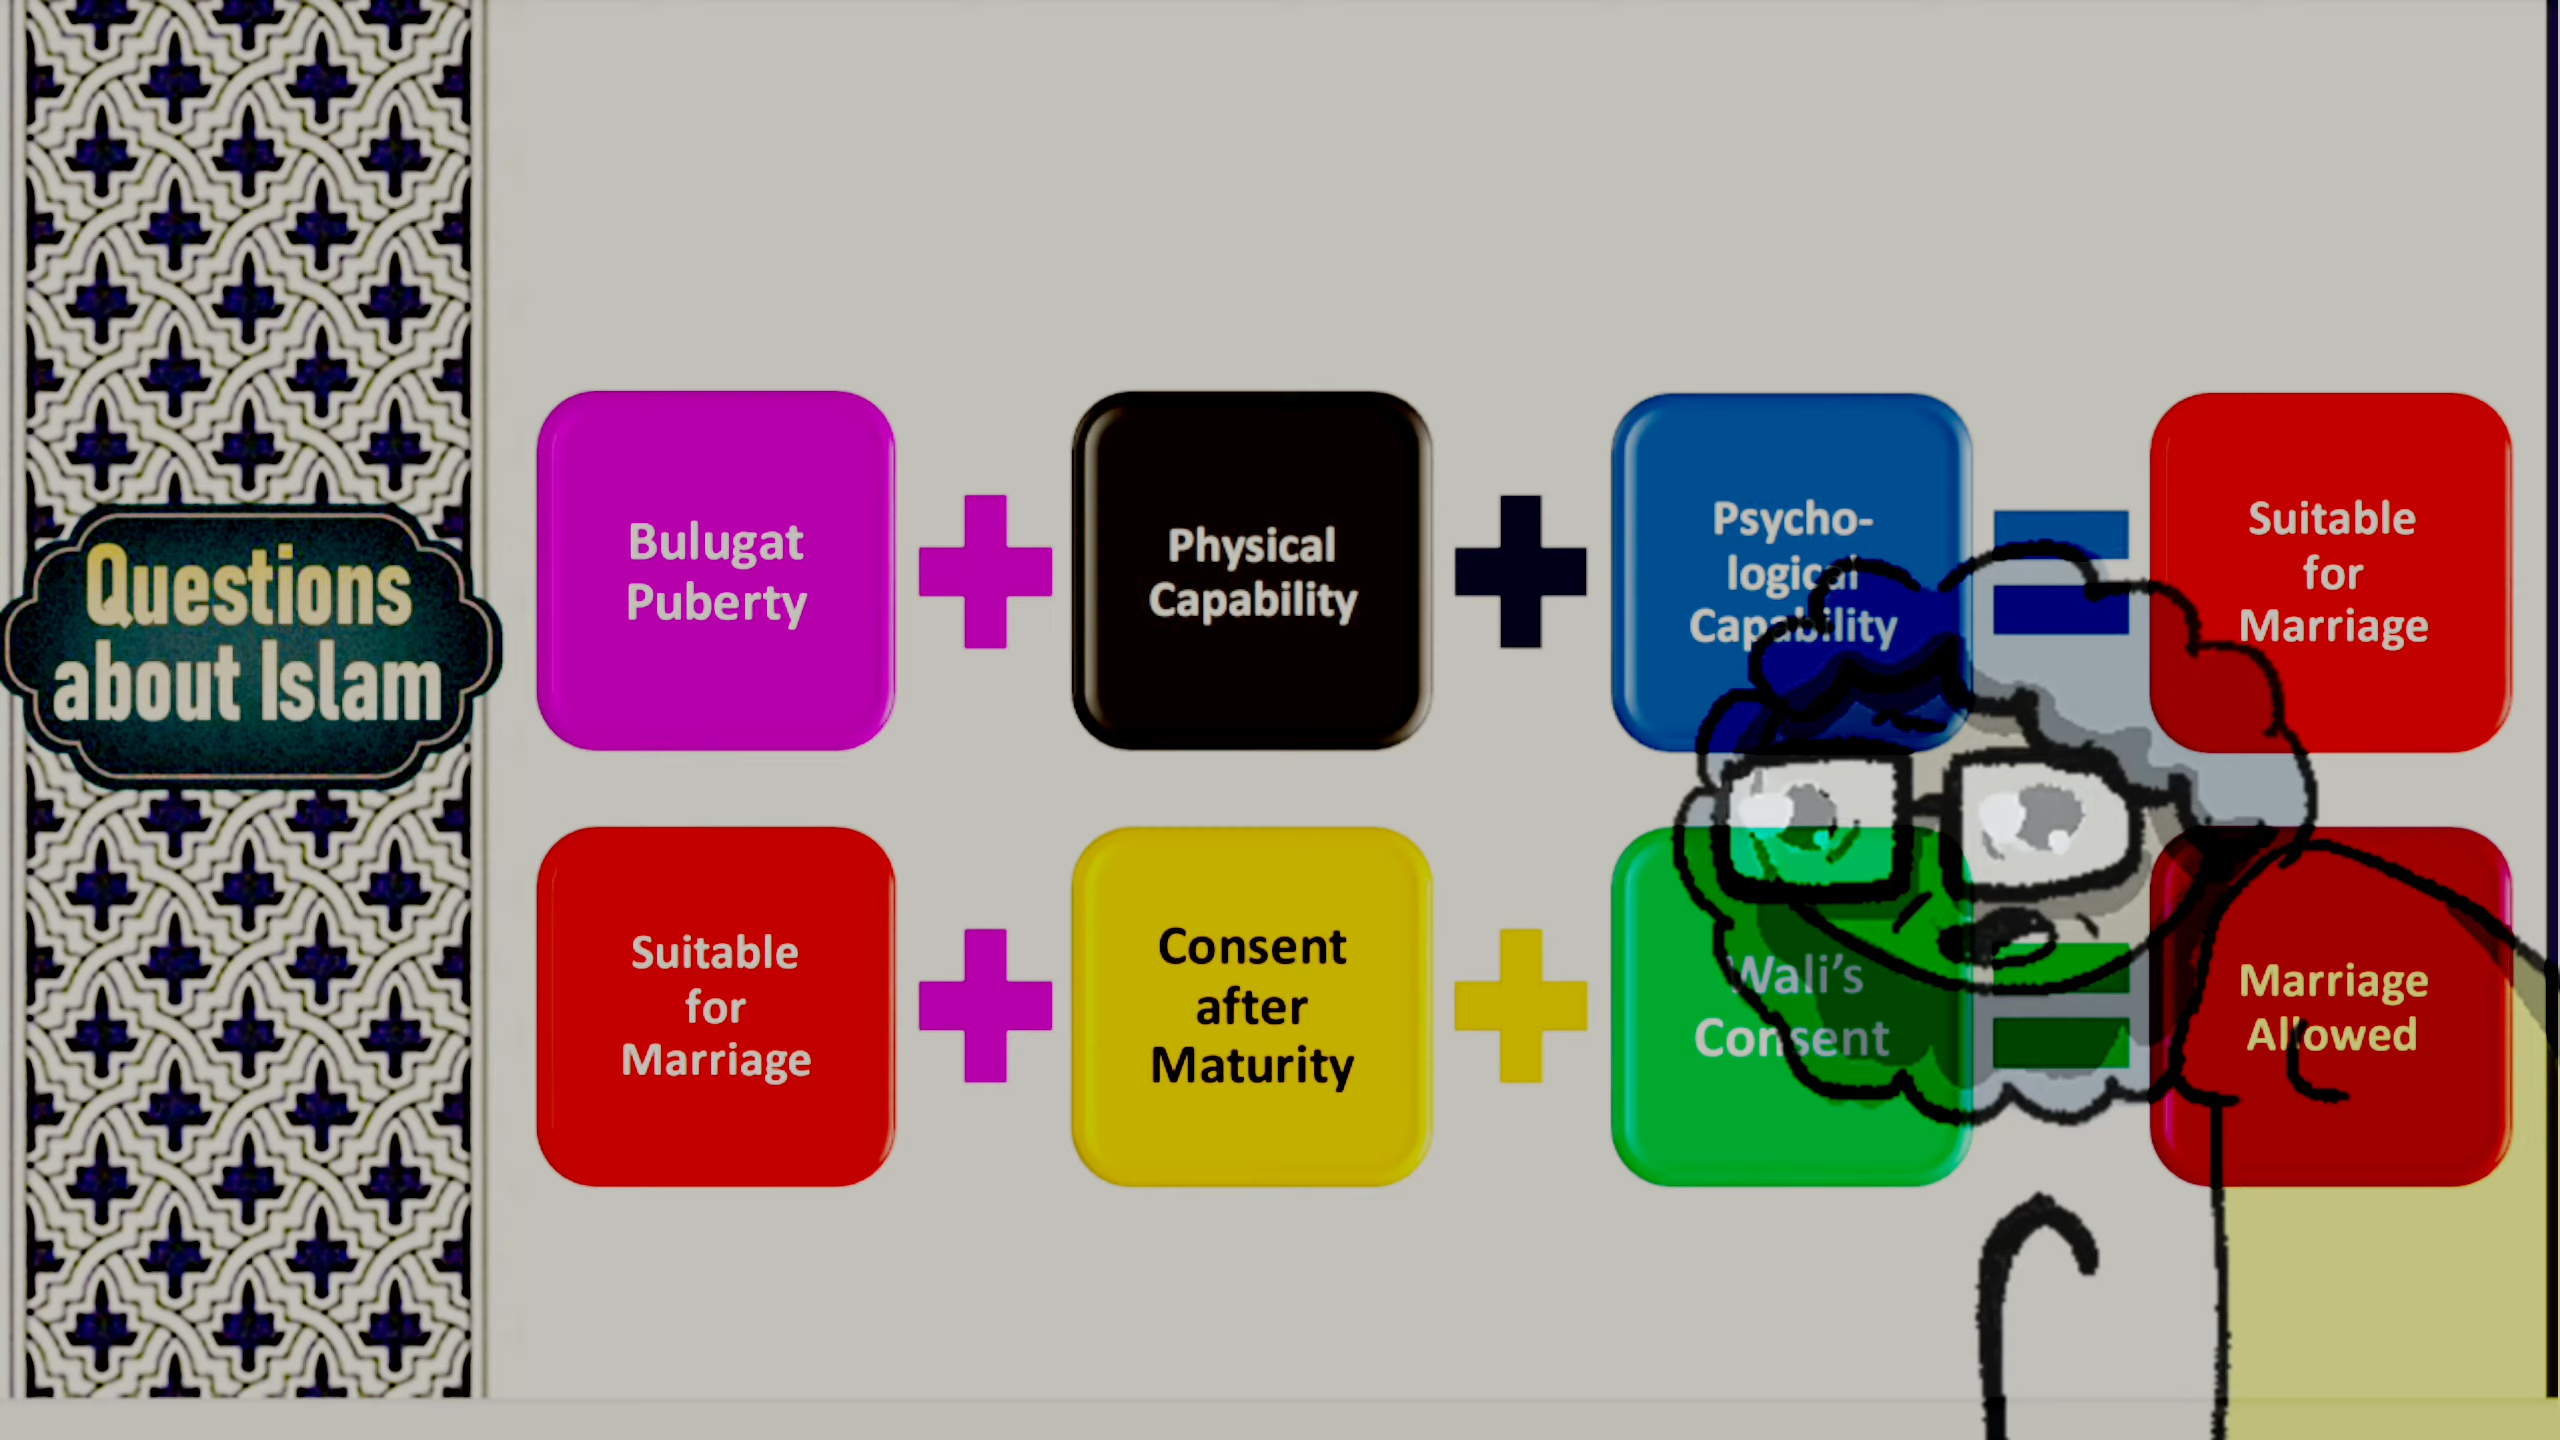 Questions
about Islam
Bulugat
Puberty
Physical
Capability
Psycho-
logical
Capability
Suitable
for
Marriage
Suitable
for
Marriage
Consent
after
Maturity
Wali's
Consent
Marriage
Allowed